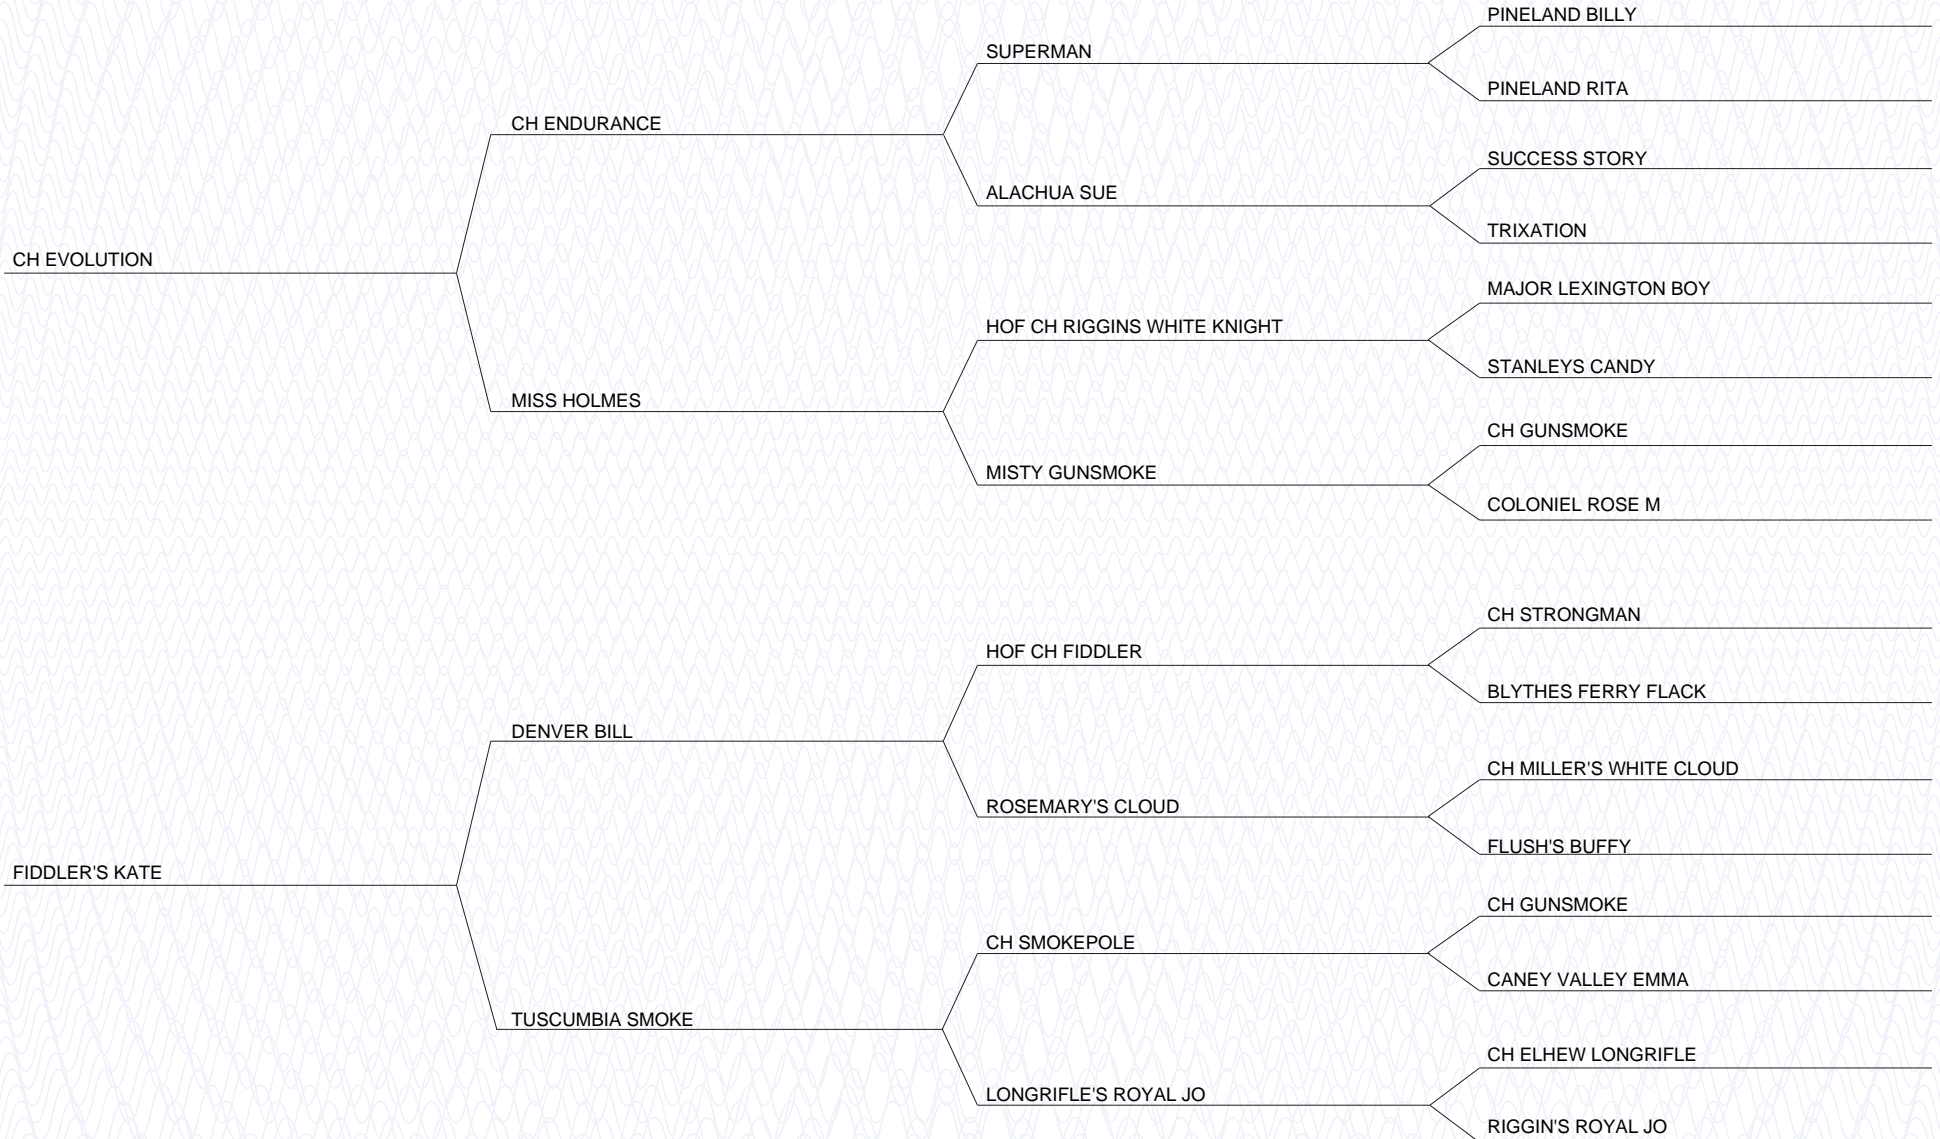 PINELAND BILLY
SUPERMAN
PINELAND RITA
CH ENDURANCE
SUCCESS STORY
ALACHUA SUE
TRIXATION
CH EVOLUTION
MAJOR LEXINGTON BOY
HOF CH RIGGINS WHITE KNIGHT
STANLEYS CANDY
MISS HOLMES
CH GUNSMOKE
MISTY GUNSMOKE
COLONIEL ROSE M
CH STRONGMAN
HOF CH FIDDLER
BLYTHES FERRY FLACK
DENVER BILL
CH MILLER'S WHITE CLOUD
ROSEMARY'S CLOUD
FLUSH'S BUFFY
FIDDLER'S KATE
CH GUNSMOKE
CH SMOKEPOLE
CANEY VALLEY EMMA
TUSCUMBIA SMOKE
CH ELHEW LONGRIFLE
LONGRIFLE'S ROYAL JO
RIGGIN'S ROYAL JO